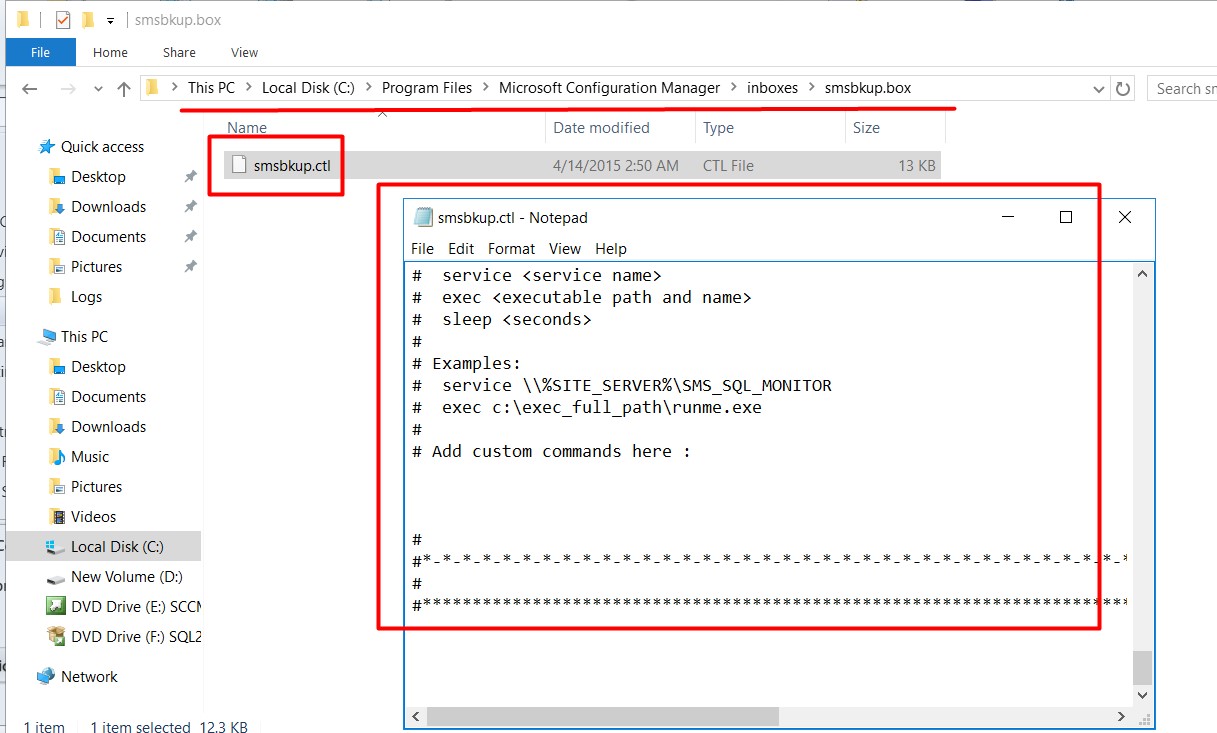 smsbkup.box
File Home Share View
This PC > Local Disk (C:) > Program Files > Microsoft Configuration Manager > inboxes > smsbkup.box
Search sm
Name Date modified Type Size
smsbkup.ctl 4/14/2015 2:50 AM CTL File 13 KB
Quick access
Desktop
Downloads
Documents
Pictures
Logs
This PC
Desktop
Documents
Downloads
Music
Pictures
Videos
Local Disk (C:)
New Volume (D:)
DVD Drive (E:) SCCM
DVD Drive (F:) SQL2
Network
1 item 1 item selected 12.3 KB
smsbkup.ctl - Notepad
File Edit Format View Help
#  service <service name>
#  exec <executable path and name>
#  sleep <seconds>
#
# Examples:
#  service \\%SITE_SERVER%\SMS_SQL_MONITOR
#  exec c:\exec_full_path\runme.exe
#
# Add custom commands here :
#
#*-*-*-*-*-*-*-*-*-*-*-*-*-*-*-*-*-*-*-*-*-*-*-*-*-*-*-*-*-*-*-*-*-*-*-*
#
#***********************************************************************